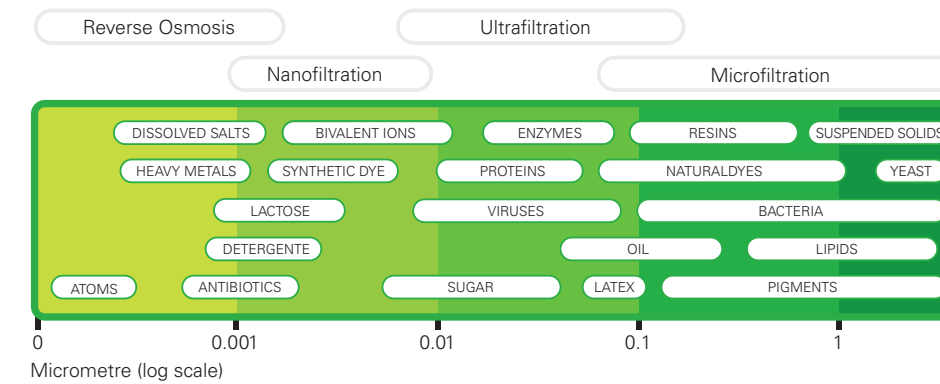 Reverse Osmosis Ultrafiltration
Nanofiltration Microfiltration
DISSOLVED SALTS BIVALENT IONS ENZYMES RESINS SUSPENDED SOLIDS
HEAVY METALS SYNTHETIC DYE PROTEINS NATURALDYES YEAST
LACTOSE VIRUSES BACTERIA
DETERGENTE OIL LIPIDS
ATOMS ANTIBIOTICS SUGAR LATEX PIGMENTS
0 0.001 0.01 0.1 1
Micrometre (log scale)